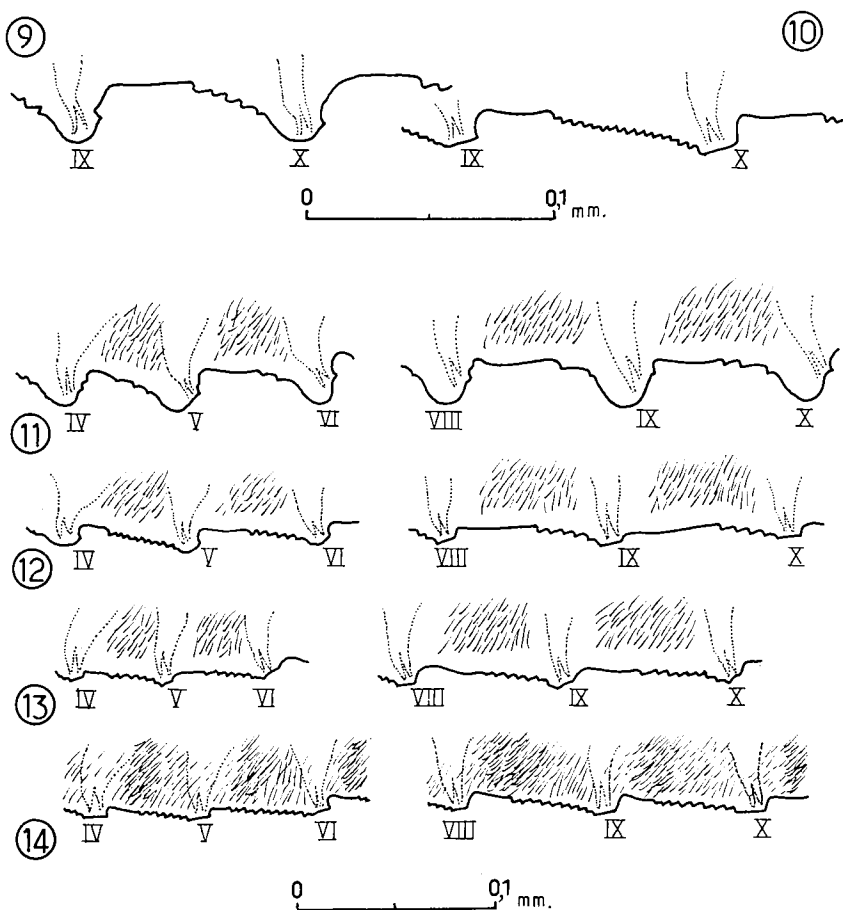 9 10
IX X IX X
0 0,1 mm.
IV V VI VIII IX X
11
IV V VI VIII IX X
12
IV V VI VIII IX X
13
IV V VI VIII IX X
14
0 0,1 mm.